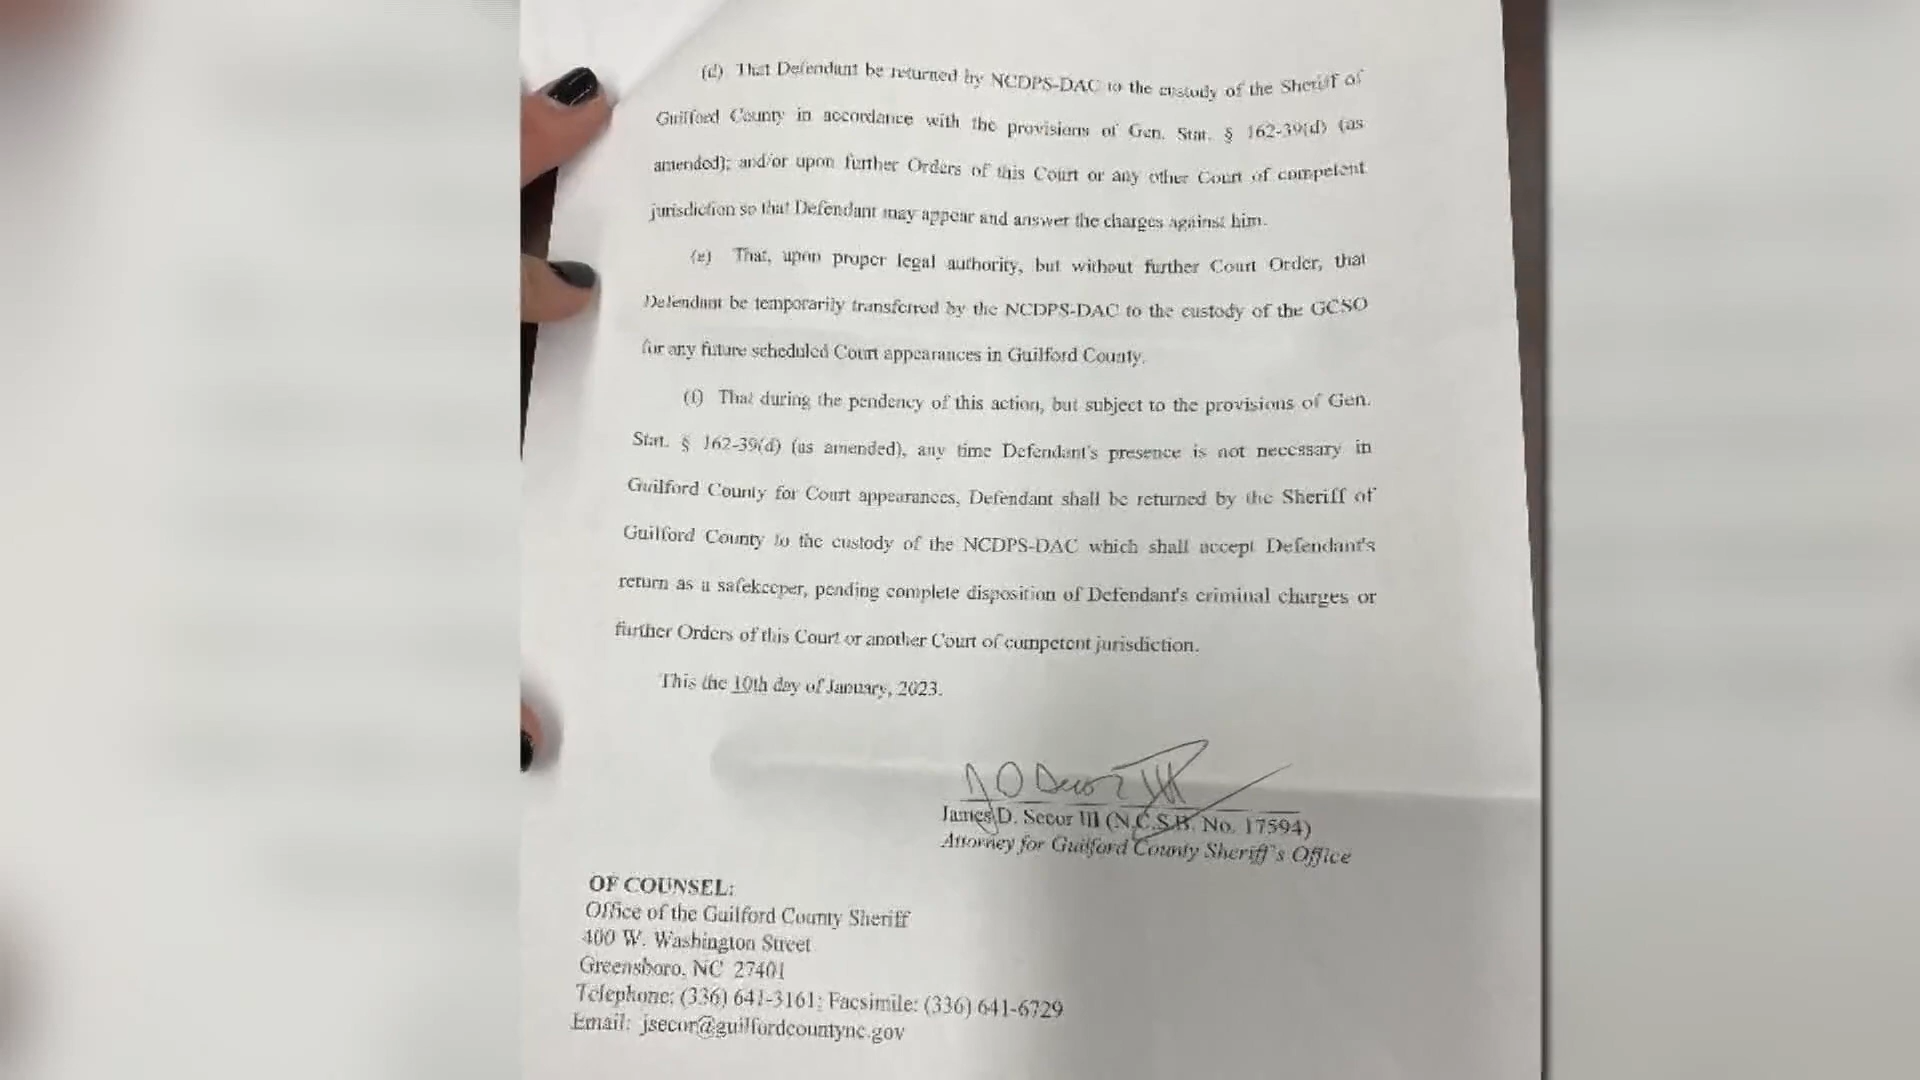 (d) That Defendant be returned by NCDPS-DAC to the custody of the Sheriff of
Guilford County in accordance with the provisions of Gen. Stat. § 162-39(d) (as
amended); and/or upon further Orders of this Court or any other Court of competent
jurisdiction so that Defendant may appear and answer the charges against him.
(e) That, upon proper legal authority, but without further Court Order, that
Defendant be temporarily transferred by the NCDPS-DAC to the custody of the GCSO
for any future scheduled Court appearances in Guilford County.
(f) That during the pendency of this action, but subject to the provisions of Gen.
Stat. § 162-39(d) (as amended), any time Defendant's presence is not necessary in
Guilford County for Court appearances, Defendant shall be returned by the Sheriff of
Guilford County to the custody of the NCDPS-DAC which shall accept Defendant's
return as a safekeeper, pending complete disposition of Defendant's criminal charges or
further Orders of this Court or another Court of competent jurisdiction.
This the 10th day of January, 2023.
J D Secor III
James D. Secor III (N.C.S.B. No. 17594)
Attorney for Guilford County Sheriff's Office
OF COUNSEL:
Office of the Guilford County Sheriff
400 W. Washington Street
Greensboro, NC 27401
Telephone: (336) 641-3161; Facsimile: (336) 641-6729
Email: jsecor@guilfordcountync.gov